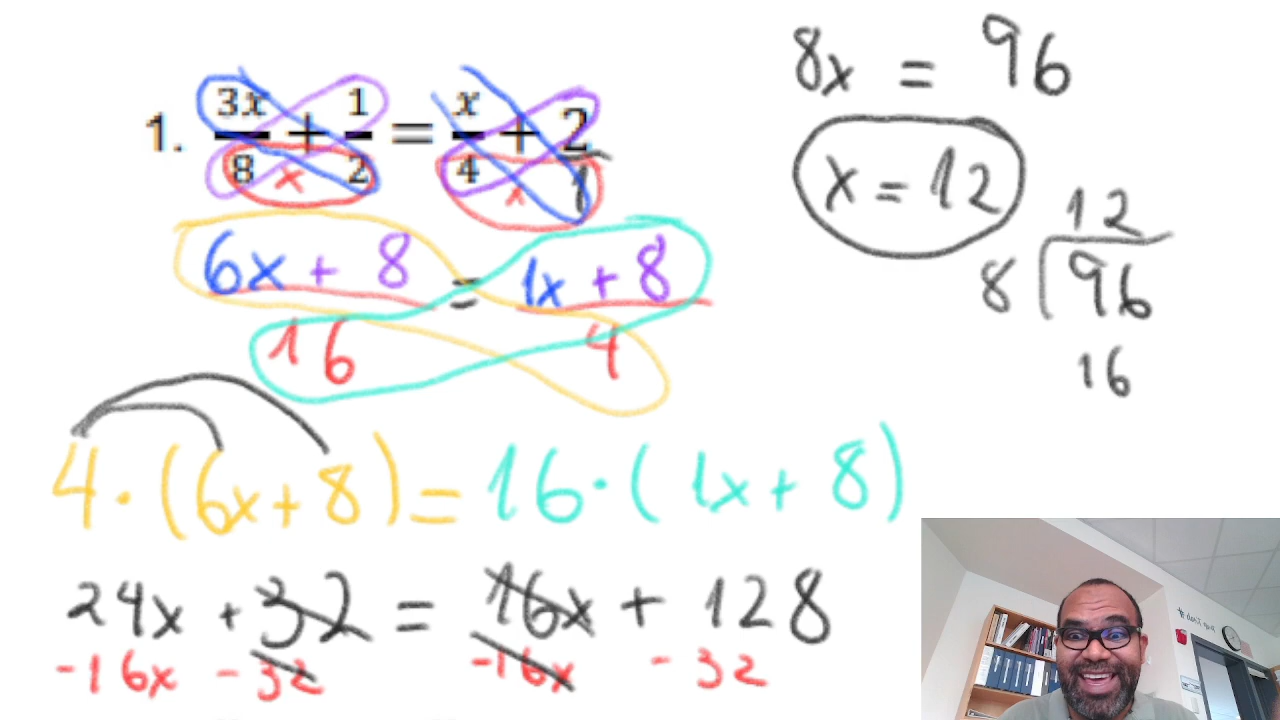 1. 3x/8 + 1/2 = x/4 + 2/1
x x
6x + 8 = 1x + 8
16 4
4 · (6x + 8) = 16 · (1x + 8)
24x + 32 = 16x + 128
-16x - 32 -16x - 32
8x = 96
x = 12
12
8 96
16